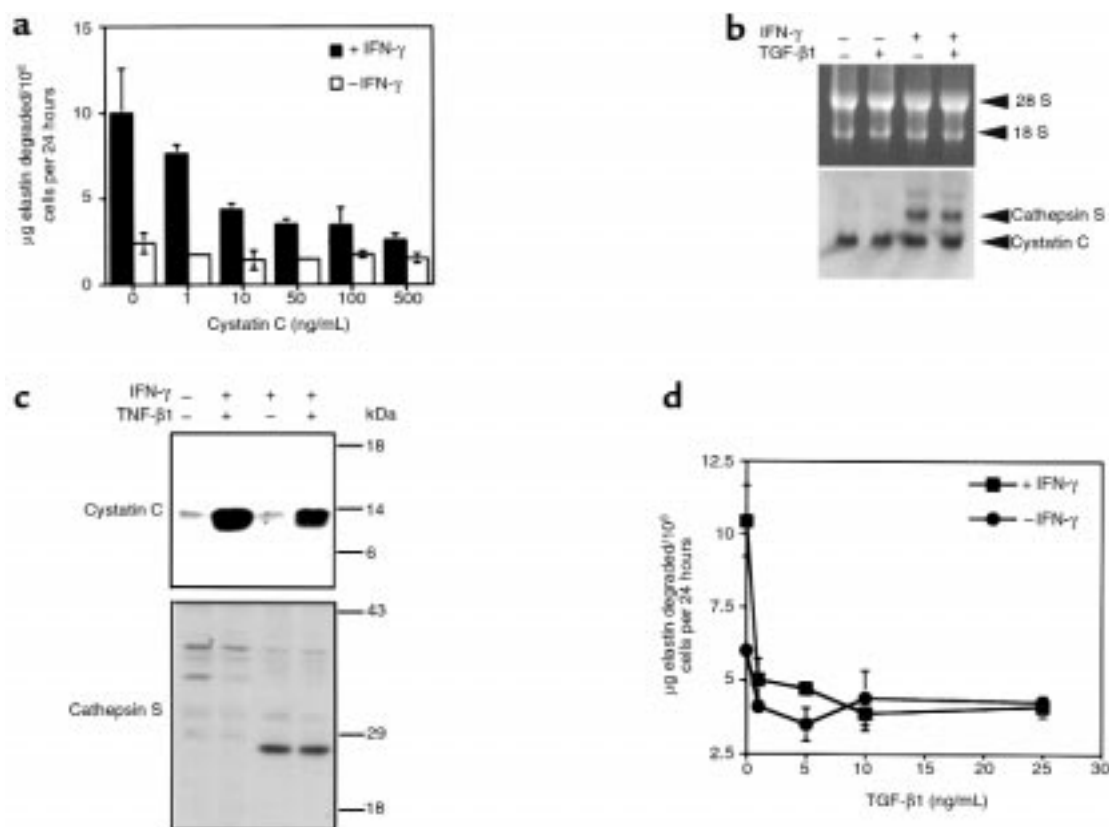 a
15
10
5
0
µg elastin degraded/10⁶
cells per 24 hours
+ IFN-γ
– IFN-γ
0 1 10 50 100 500
Cystatin C (ng/mL)
b
IFN-γ – – + +
TGF-β1 – + – +
28 S
18 S
Cathepsin S
Cystatin C
c
IFN-γ – + + +
TNF-β1 – + – + kDa
18
Cystatin C
14
6
43
Cathepsin S
29
18
d
12.5
10
7.5
5
2.5
µg elastin degraded/10⁶
cells per 24 hours
+ IFN-γ
– IFN-γ
0 5 10 15 20 25 30
TGF-β1 (ng/mL)